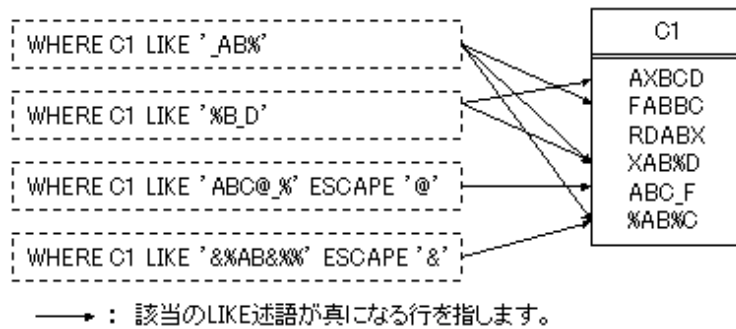 WHERE C1 LIKE '_AB%'
WHERE C1 LIKE '%B_D'
WHERE C1 LIKE 'ABC@_%' ESCAPE '@'
WHERE C1 LIKE '&%AB&%%' ESCAPE '&'
C1
AXBCD
FABBC
RDABX
XAB%D
ABC_F
%AB%C
： 該当のLIKE述語が真になる行を指します。